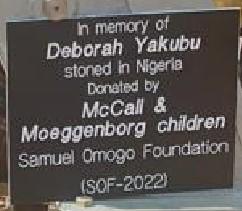 In memory of
Deborah Yakubu
stoned in Nigeria
Donated by
McCall &
Moeggenborg children
Samuel Omogo Foundation
(SOF-2022)